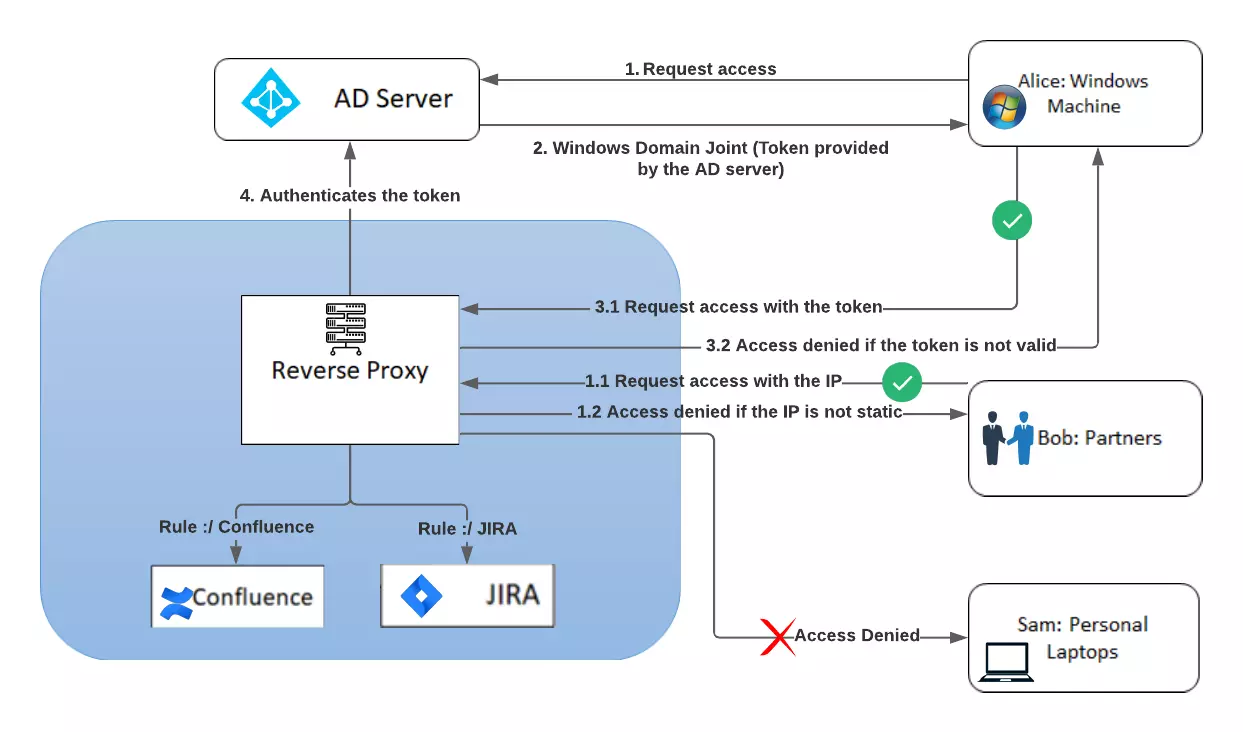 1. Request access
AD Server
Alice: Windows
Machine
2. Windows Domain Joint (Token provided
by the AD server)
4. Authenticates the token
3.1 Request access with the token
3.2 Access denied if the token is not valid
Reverse Proxy
1.1 Request access with the IP
1.2 Access denied if the IP is not static
Bob: Partners
Rule :/ Confluence
Rule :/ JIRA
Confluence
JIRA
Sam: Personal
Laptops
Access Denied